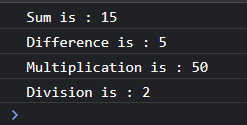 Sum is : 15
Difference is : 5
Multiplication is : 50
Division is : 2
>